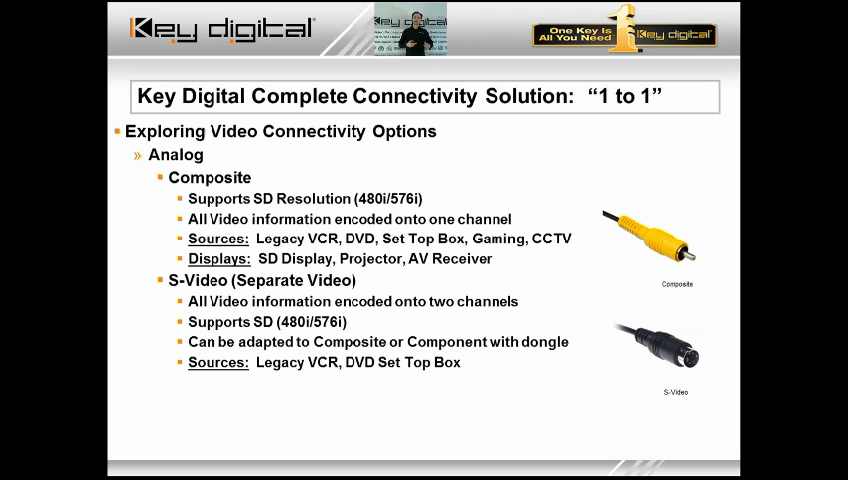 Key digital
Key digital
One Key Is
All You Need
1
Key digital
Key Digital Complete Connectivity Solution: “1 to 1”
Exploring Video Connectivity Options
» Analog
Composite
Supports SD Resolution (480i/576i)
All Video information encoded onto one channel
Sources: Legacy VCR, DVD, Set Top Box, Gaming, CCTV
Displays: SD Display, Projector, AV Receiver
S-Video (Separate Video)
All Video information encoded onto two channels
Supports SD (480i/576i)
Can be adapted to Composite or Component with dongle
Sources: Legacy VCR, DVD Set Top Box
Composite
S-Video